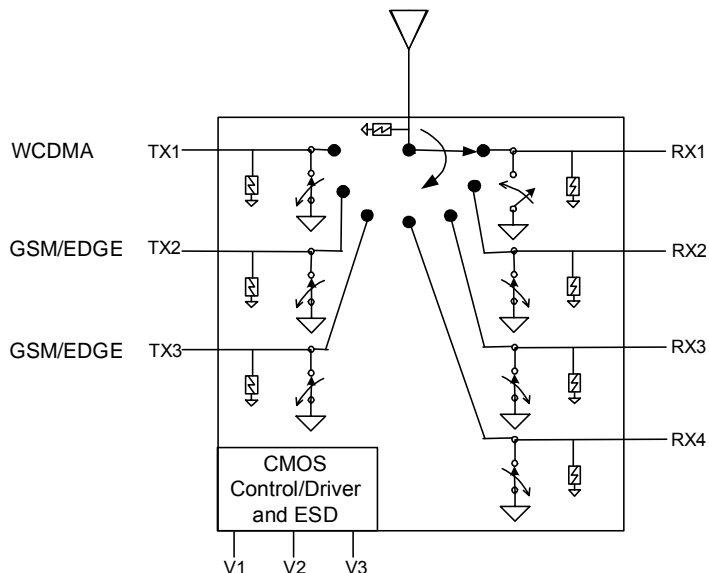 WCDMA TX1 RX1
GSM/EDGE TX2 RX2
GSM/EDGE TX3 RX3
RX4
CMOS
Control/Driver
and ESD
V1 V2 V3